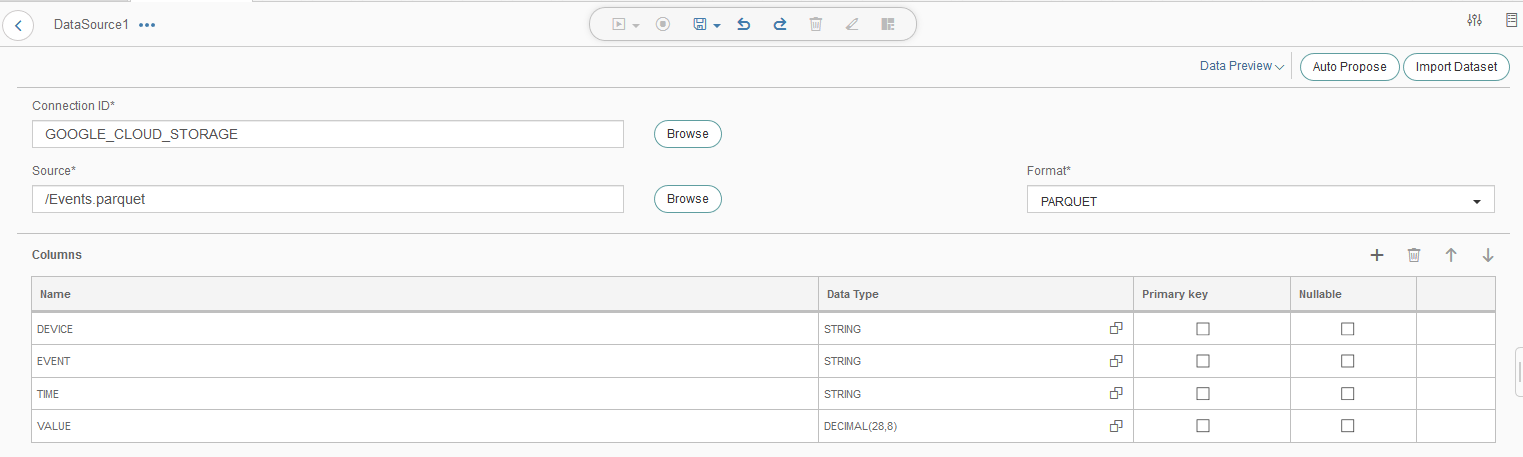 DataSource1
Data Preview Auto Propose Import Dataset
Connection ID*
GOOGLE_CLOUD_STORAGE Browse
Source* Format*
/Events.parquet Browse PARQUET
Columns
Name Data Type Primary key Nullable
DEVICE STRING
EVENT STRING
TIME STRING
VALUE DECIMAL(28,8)